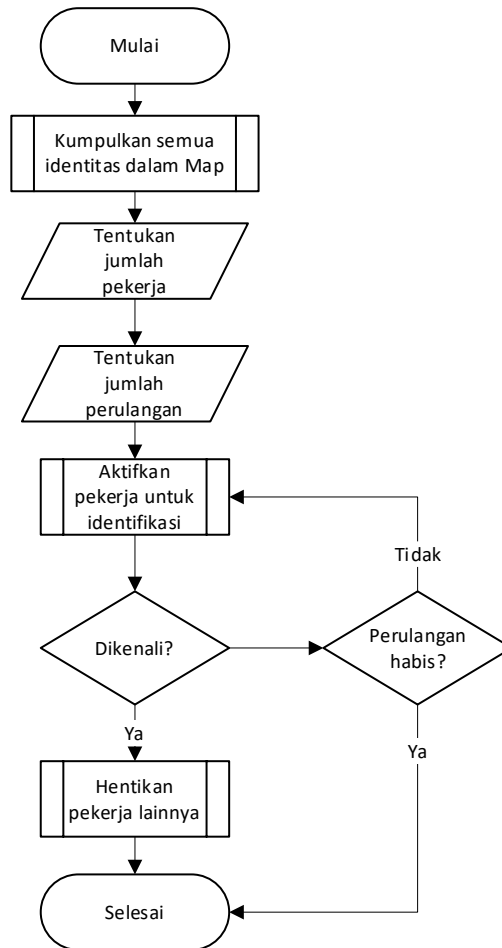 Mulai
Kumpulkan semua
identitas dalam Map
Tentukan
jumlah
pekerja
Tentukan
jumlah
perulangan
Aktifkan
pekerja untuk
identifikasi
Tidak
Dikenali?
Perulangan
habis?
Ya
Ya
Hentikan
pekerja lainnya
Selesai